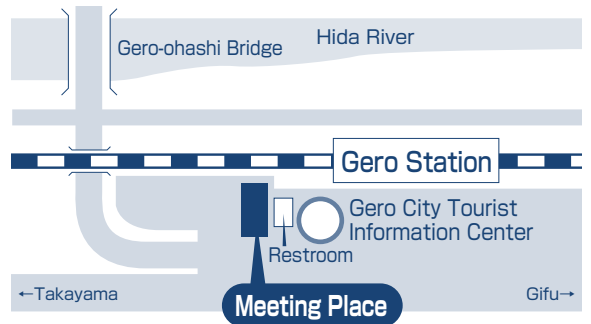 Gero-ohashi Bridge
Hida River
Gero Station
Gero City Tourist
Information Center
Restroom
←Takayama
Meeting Place
Gifu→